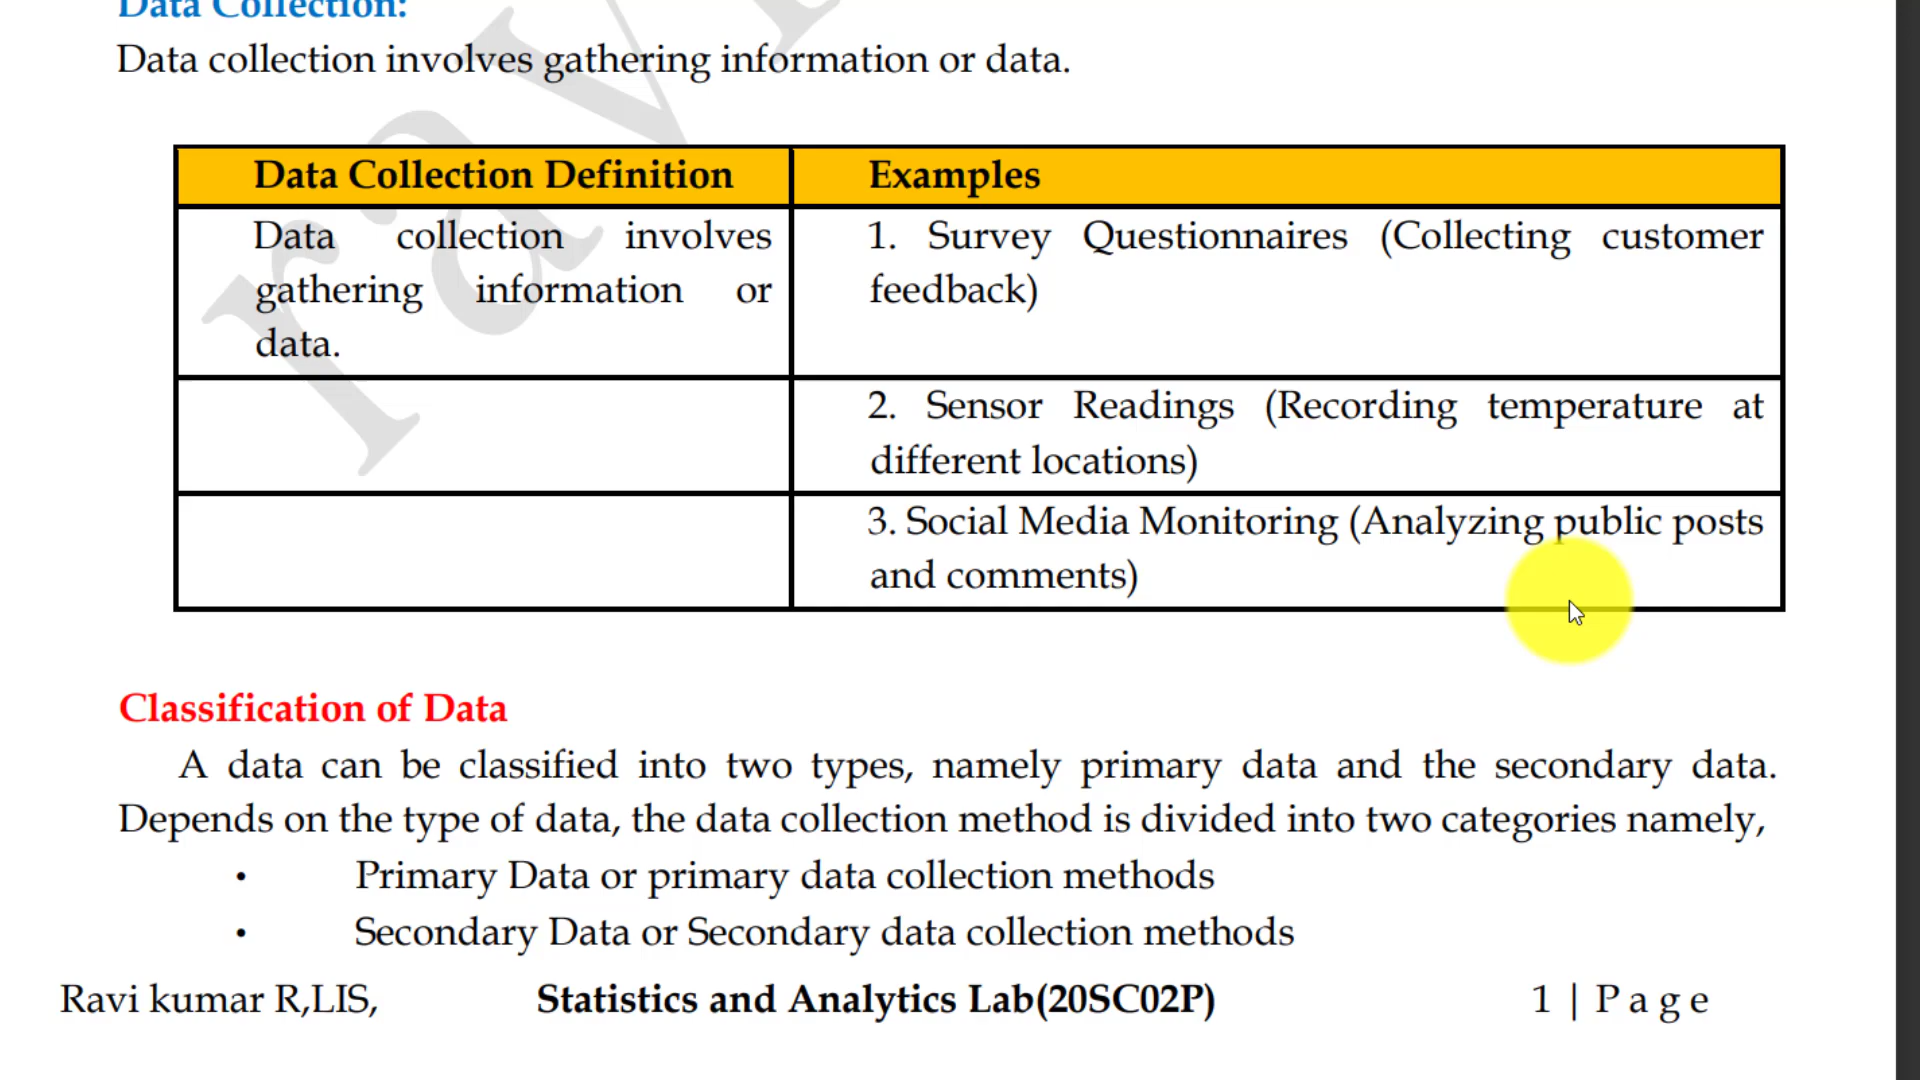 Data Collection:
Data collection involves gathering information or data.
Data Collection Definition
Examples
Data collection involves
gathering information or
data.
1. Survey Questionnaires (Collecting customer
feedback)
2. Sensor Readings (Recording temperature at
different locations)
3. Social Media Monitoring (Analyzing public posts
and comments)
Classification of Data
A data can be classified into two types, namely primary data and the secondary data.
Depends on the type of data, the data collection method is divided into two categories namely,
• Primary Data or primary data collection methods
• Secondary Data or Secondary data collection methods
Ravi kumar R,LIS, Statistics and Analytics Lab(20SC02P) 1 | P a g e